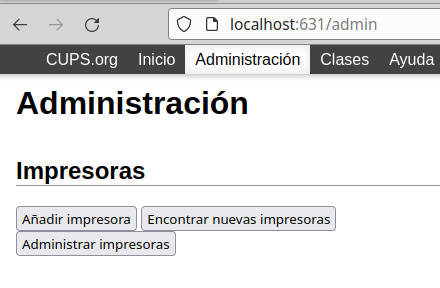 localhost:631/admin
CUPS.org Inicio Administración Clases Ayuda
Administración
Impresoras
Añadir impresora Encontrar nuevas impresoras
Administrar impresoras